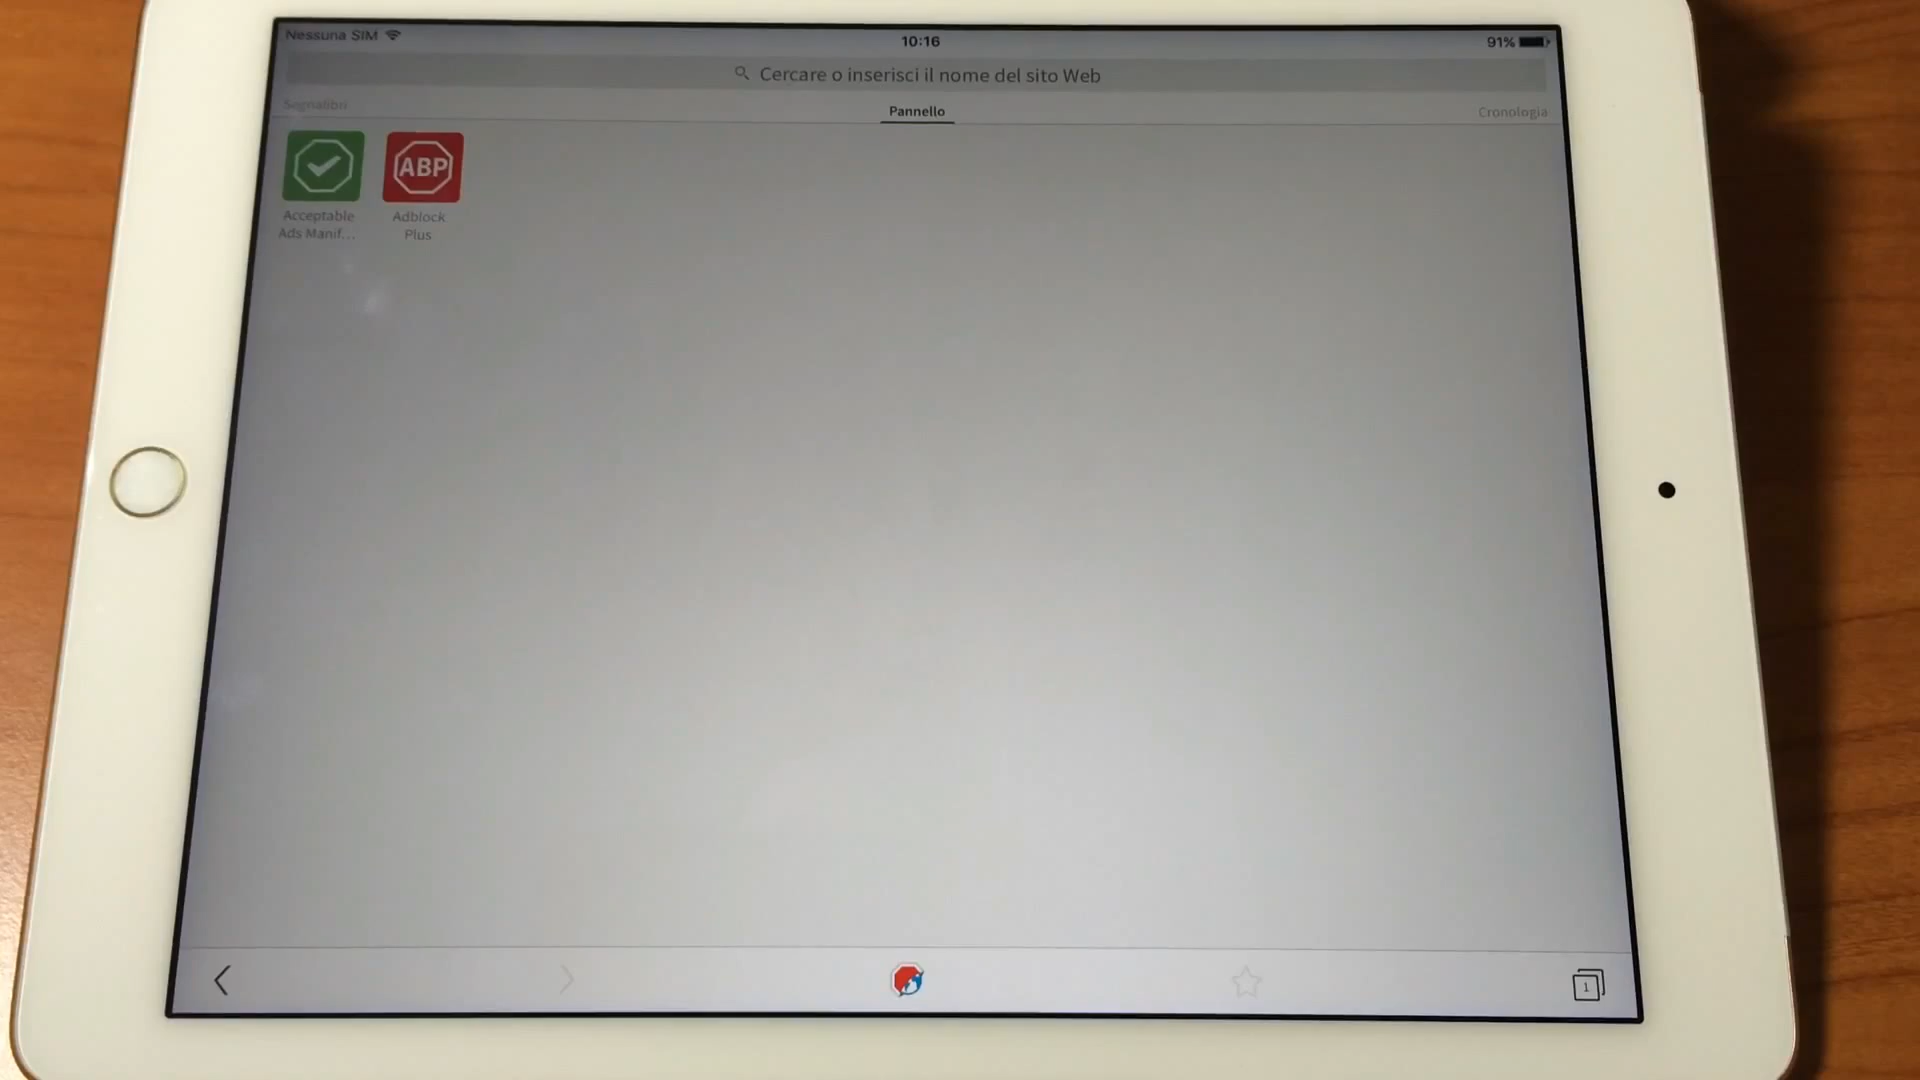 Nessuna SIM
10:16
91%
Cercare o inserisci il nome del sito Web
Segnalibri
Pannello
Cronologia
ABP
Acceptable
Ads Manif...
Adblock
Plus
1